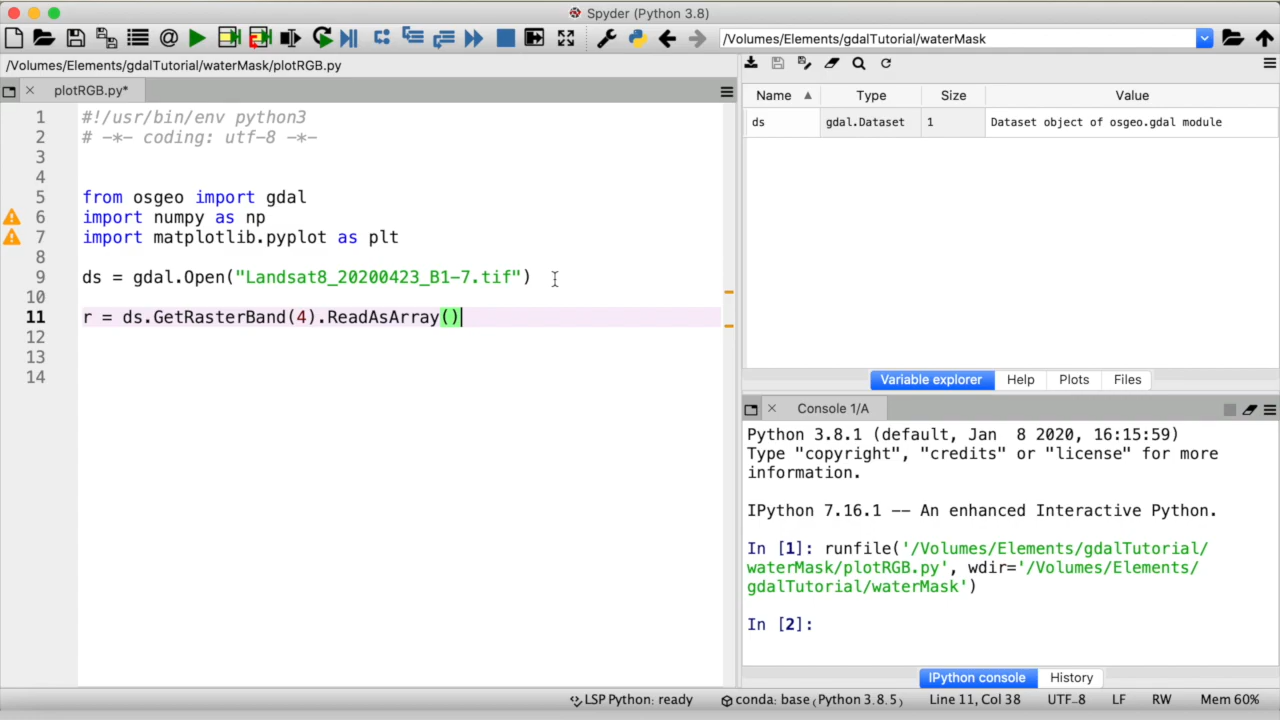 Spyder (Python 3.8)
/Volumes/Elements/gdalTutorial/waterMask
/Volumes/Elements/gdalTutorial/waterMask/plotRGB.py
plotRGB.py*
1 #!/usr/bin/env python3
2 # -*- coding: utf-8 -*-
3
4
5 from osgeo import gdal
6 import numpy as np
7 import matplotlib.pyplot as plt
8
9 ds = gdal.Open("Landsat8_20200423_B1-7.tif")
10
11 r = ds.GetRasterBand(4).ReadAsArray()
12
13
14
Name Type Size Value
ds gdal.Dataset 1 Dataset object of osgeo.gdal module
Variable explorer Help Plots Files
Console 1/A
Python 3.8.1 (default, Jan  8 2020, 16:15:59)
Type "copyright", "credits" or "license" for more
information.
IPython 7.16.1 -- An enhanced Interactive Python.
In [1]: runfile('/Volumes/Elements/gdalTutorial/
waterMask/plotRGB.py', wdir='/Volumes/Elements/
gdalTutorial/waterMask')
In [2]:
IPython console History
LSP Python: ready conda: base (Python 3.8.5) Line 11, Col 38 UTF-8 LF RW Mem 60%